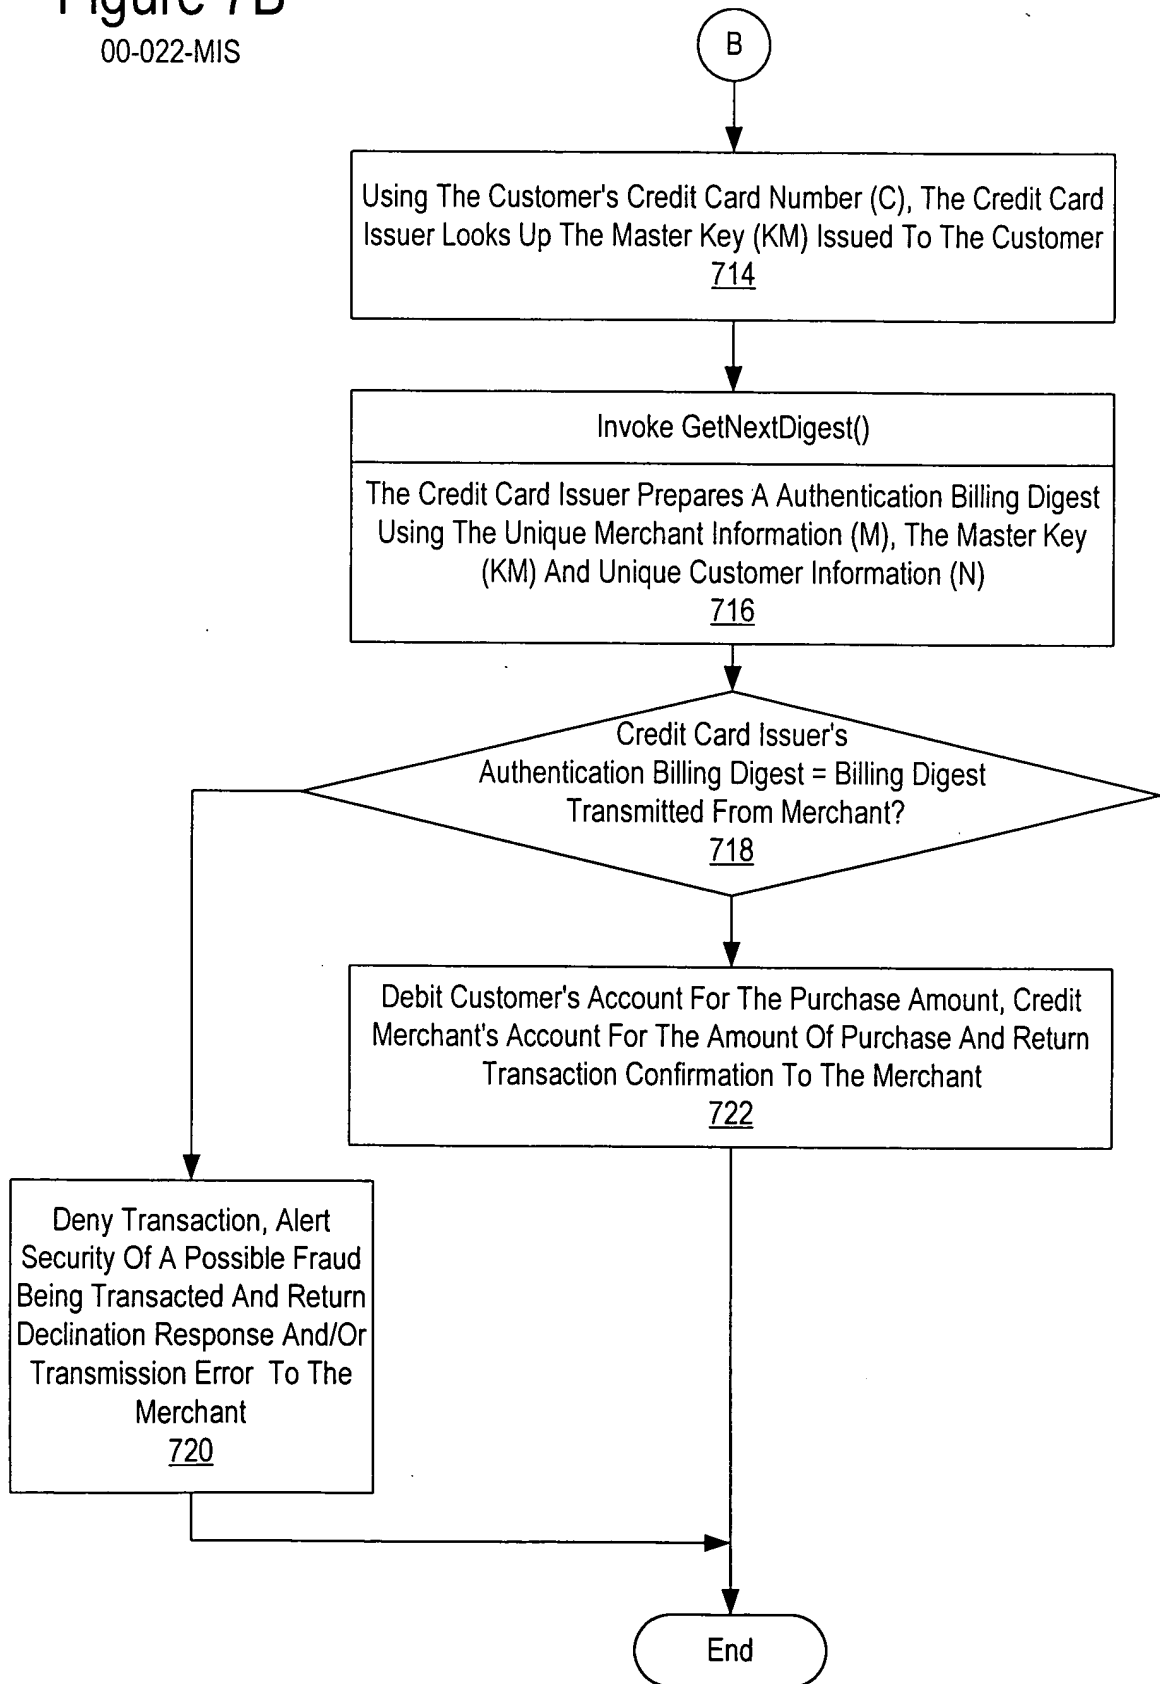 Figure 7B
00-022-MIS
B
Using The Customer's Credit Card Number (C), The Credit Card
Issuer Looks Up The Master Key (KM) Issued To The Customer
714
Invoke GetNextDigest()
The Credit Card Issuer Prepares A Authentication Billing Digest
Using The Unique Merchant Information (M), The Master Key
(KM) And Unique Customer Information (N)
716
Credit Card Issuer's
Authentication Billing Digest = Billing Digest
Transmitted From Merchant?
718
Debit Customer's Account For The Purchase Amount, Credit
Merchant's Account For The Amount Of Purchase And Return
Transaction Confirmation To The Merchant
722
Deny Transaction, Alert
Security Of A Possible Fraud
Being Transacted And Return
Declination Response And/Or
Transmission Error To The
Merchant
720
End